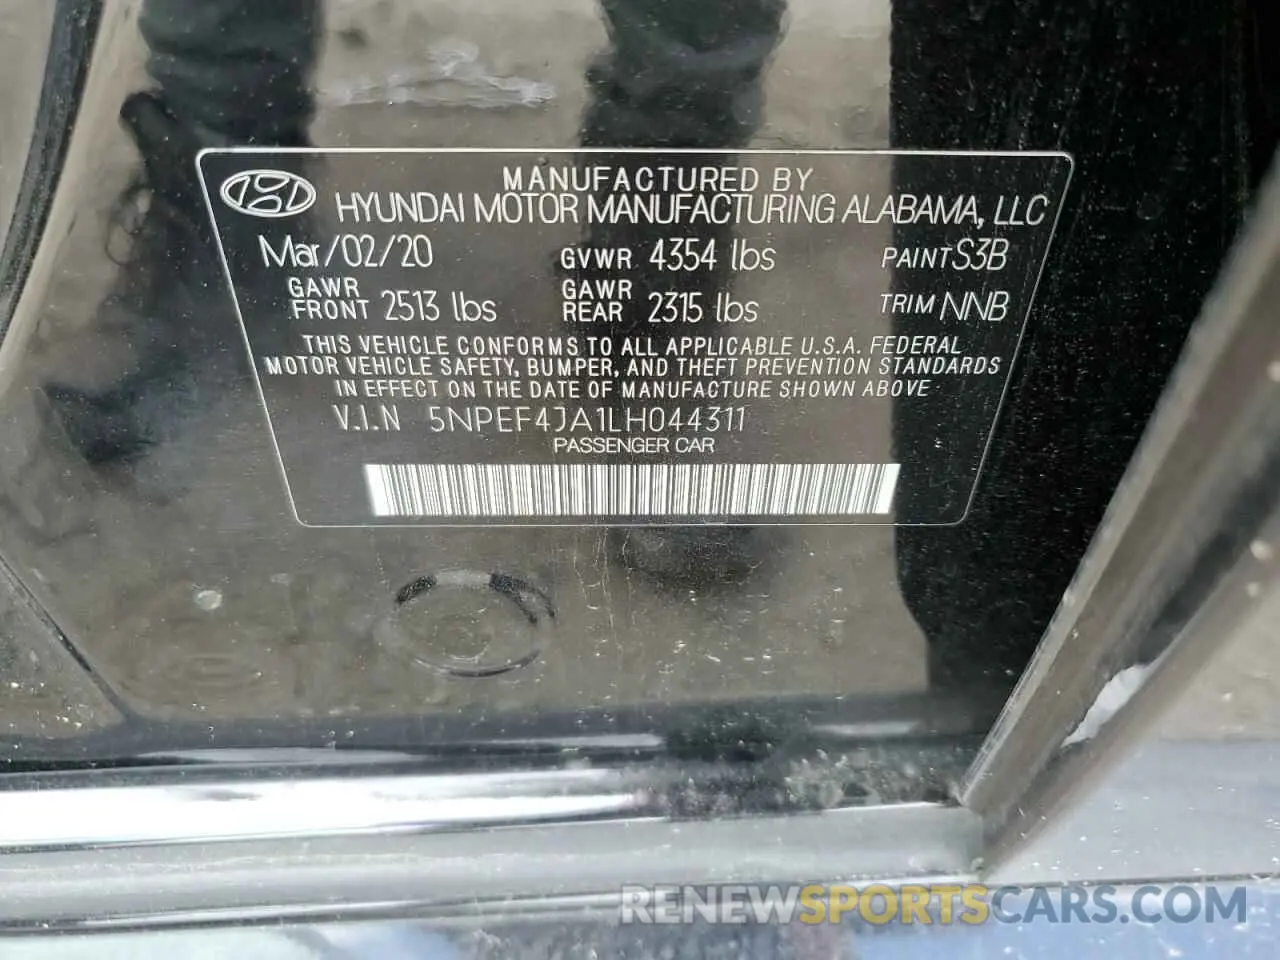 MANUFACTURED BY
HYUNDAI MOTOR MANUFACTURING ALABAMA, LLC
Mar/02/20 GVWR 4354 lbs PAINT S3B
GAWR FRONT 2513 lbs GAWR REAR 2315 lbs TRIM NNB
THIS VEHICLE CONFORMS TO ALL APPLICABLE U.S.A. FEDERAL
MOTOR VEHICLE SAFETY, BUMPER, AND THEFT PREVENTION STANDARDS
IN EFFECT ON THE DATE OF MANUFACTURE SHOWN ABOVE
V.I.N 5NPEF4JA1LH044311
PASSENGER CAR
RENEWSPORTSCARS.COM